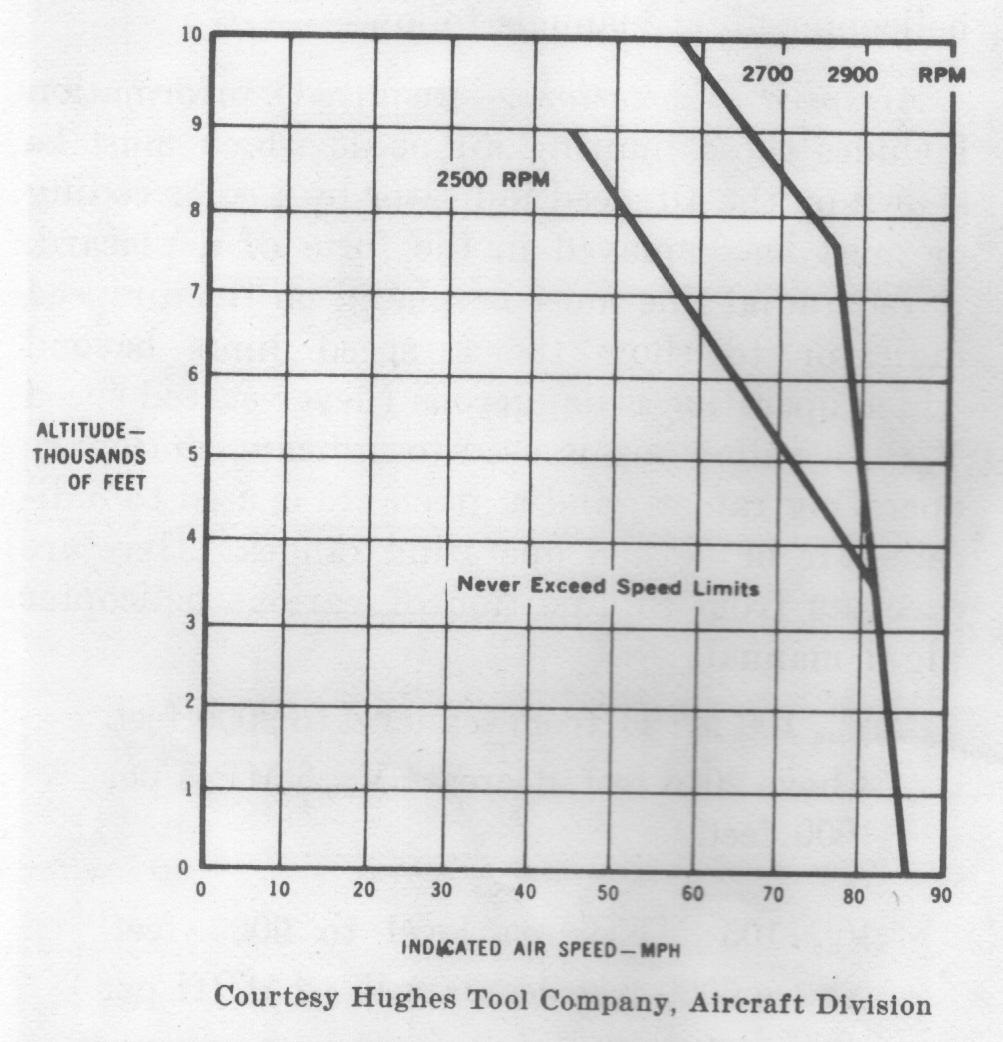 10
2700 2900 RPM
9
2500 RPM
8
7
6
ALTITUDE—
THOUSANDS
OF FEET
5
4
Never Exceed Speed Limits
3
2
1
0
0 10 20 30 40 50 60 70 80 90
INDICATED AIR SPEED—MPH
Courtesy Hughes Tool Company, Aircraft Division